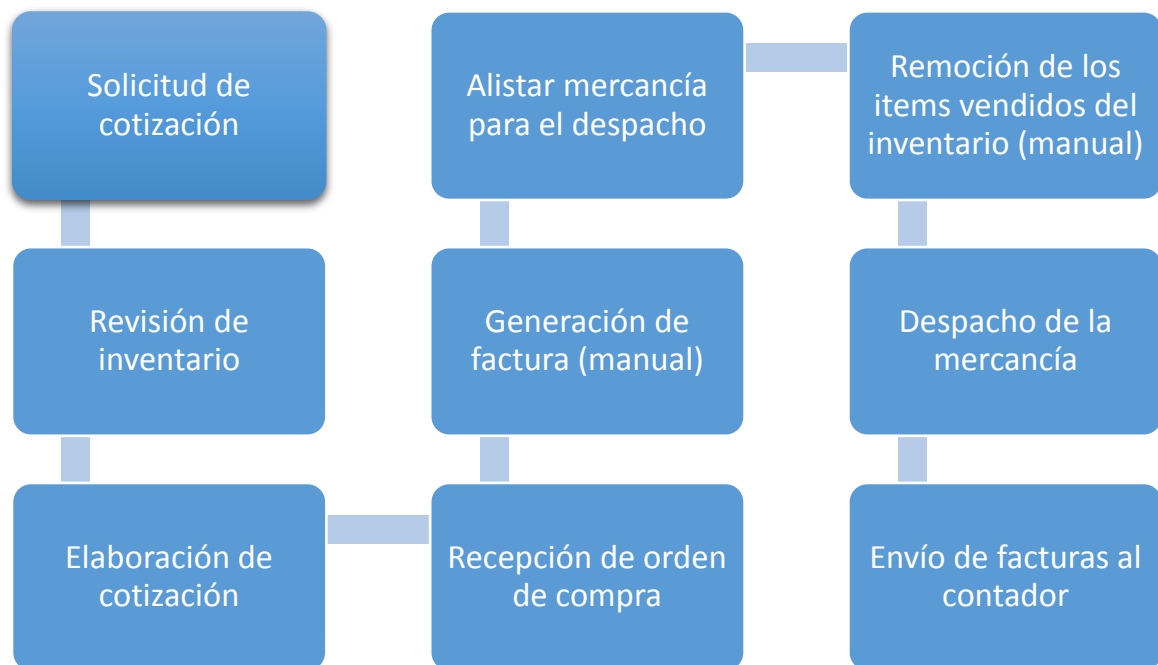 Solicitud de
cotización
Revisión de
inventario
Elaboración de
cotización
Recepción de orden
de compra
Generación de
factura (manual)
Alistar mercancía
para el despacho
Remoción de los
items vendidos del
inventario (manual)
Despacho de la
mercancía
Envío de facturas al
contador